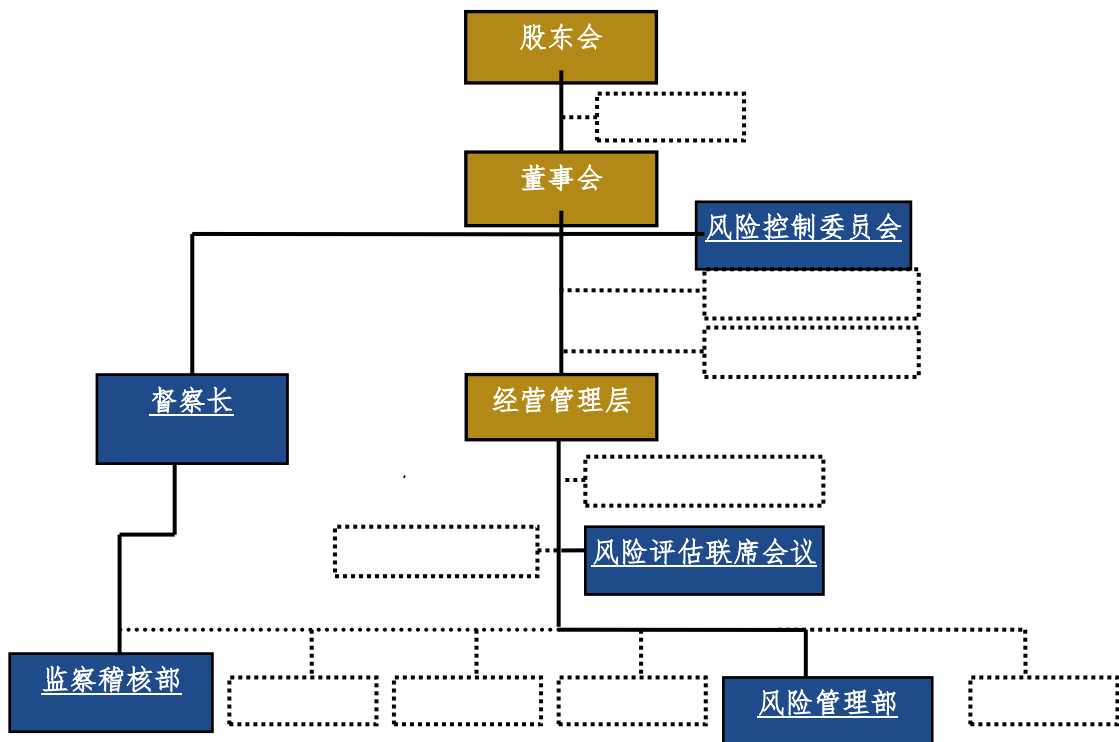 股东会
董事会
风险控制委员会
督察长
经营管理层
风险评估联席会议
监察稽核部
风险管理部